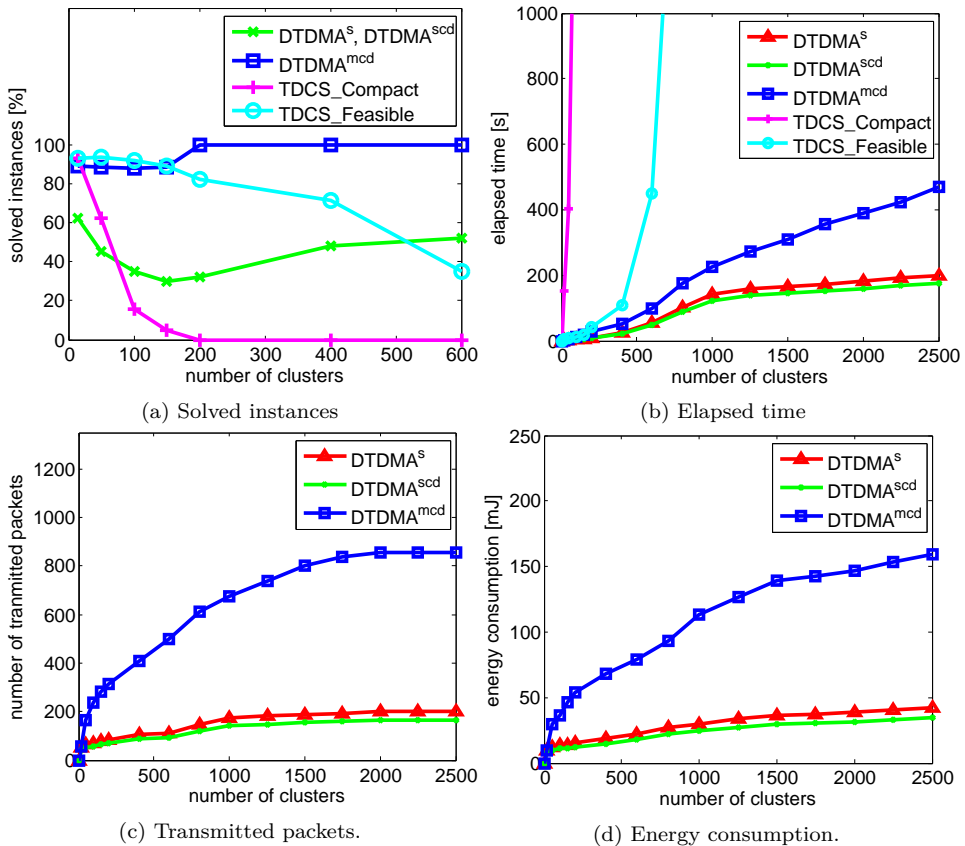 DTDMA^s, DTDMA^scd
DTDMA^mcd
TDCS_Compact
TDCS_Feasible
solved instances [%]
100
80
60
40
20
0
0 100 200 300 400 500 600
number of clusters
(a) Solved instances
DTDMA^s
DTDMA^scd
DTDMA^mcd
TDCS_Compact
TDCS_Feasible
elapsed time [s]
1000
800
600
400
200
0
0 500 1000 1500 2000 2500
number of clusters
(b) Elapsed time
DTDMA^s
DTDMA^scd
DTDMA^mcd
number of tranmitted packets
1200
1000
800
600
400
200
0
0 500 1000 1500 2000 2500
number of clusters
(c) Transmitted packets.
DTDMA^s
DTDMA^scd
DTDMA^mcd
energy consumption [mJ]
250
200
150
100
50
0
0 500 1000 1500 2000 2500
number of clusters
(d) Energy consumption.